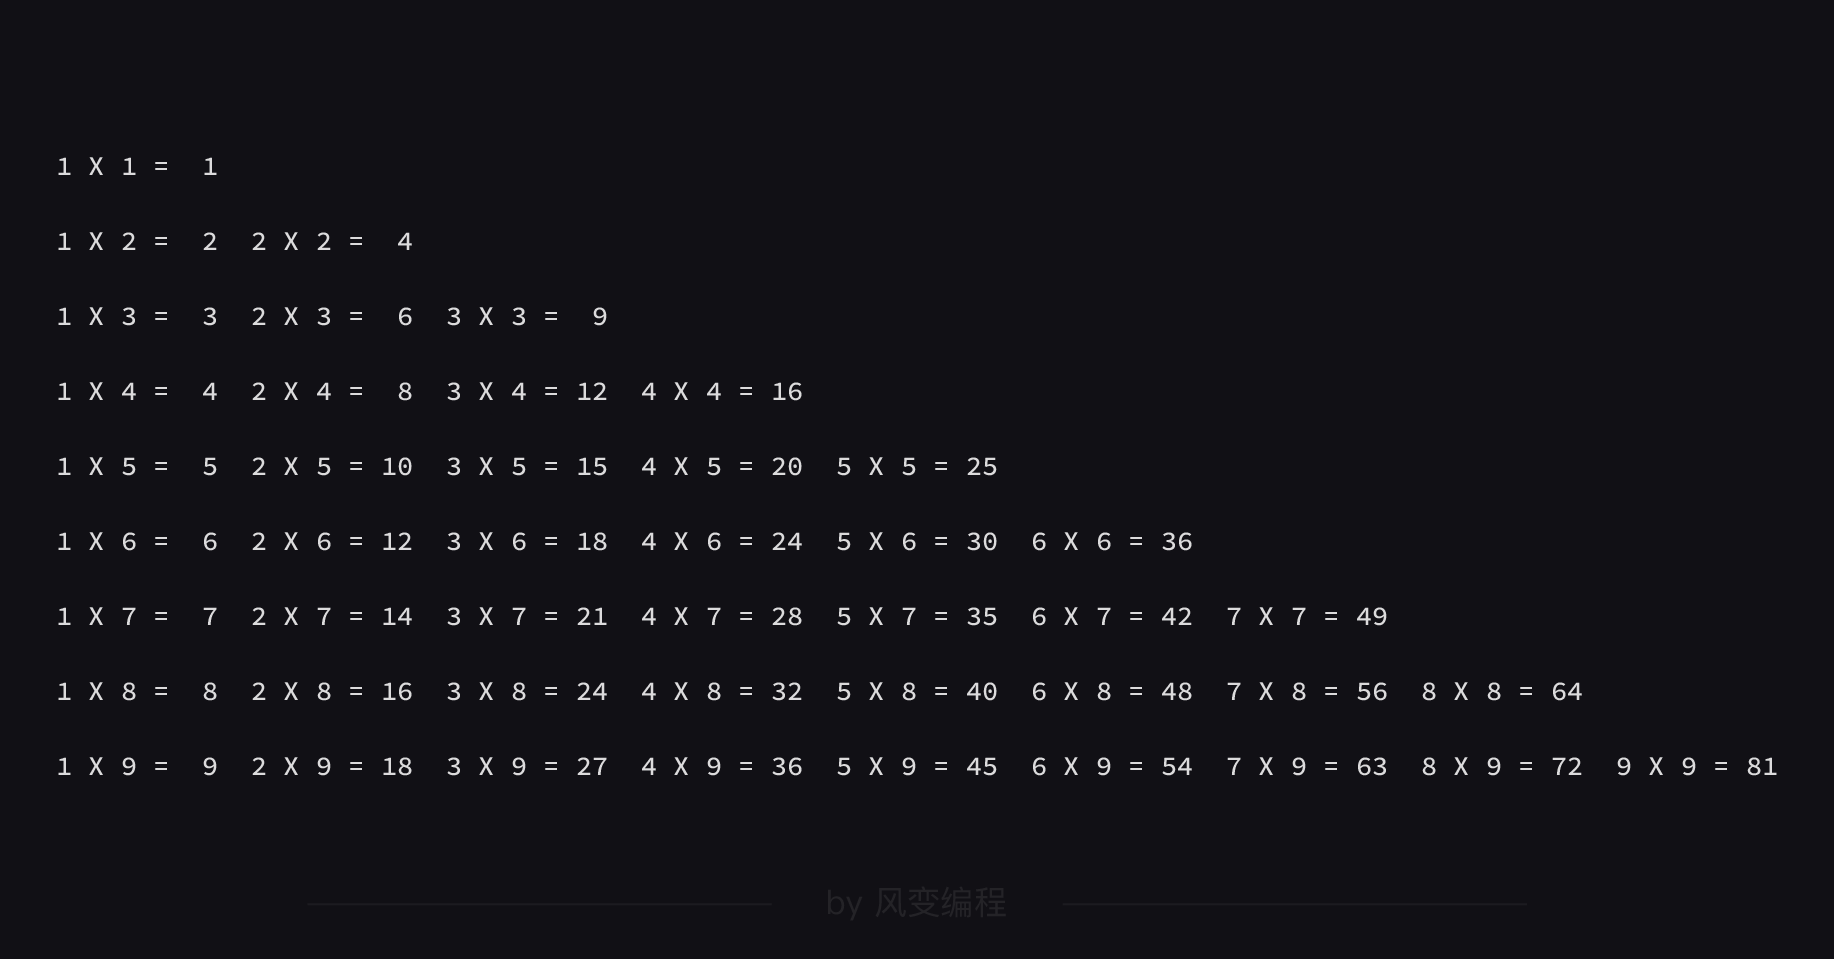 1 X 1 =  1
1 X 2 =  2  2 X 2 =  4
1 X 3 =  3  2 X 3 =  6  3 X 3 =  9
1 X 4 =  4  2 X 4 =  8  3 X 4 = 12  4 X 4 = 16
1 X 5 =  5  2 X 5 = 10  3 X 5 = 15  4 X 5 = 20  5 X 5 = 25
1 X 6 =  6  2 X 6 = 12  3 X 6 = 18  4 X 6 = 24  5 X 6 = 30  6 X 6 = 36
1 X 7 =  7  2 X 7 = 14  3 X 7 = 21  4 X 7 = 28  5 X 7 = 35  6 X 7 = 42  7 X 7 = 49
1 X 8 =  8  2 X 8 = 16  3 X 8 = 24  4 X 8 = 32  5 X 8 = 40  6 X 8 = 48  7 X 8 = 56  8 X 8 = 64
1 X 9 =  9  2 X 9 = 18  3 X 9 = 27  4 X 9 = 36  5 X 9 = 45  6 X 9 = 54  7 X 9 = 63  8 X 9 = 72  9 X 9 = 81
by 风变编程